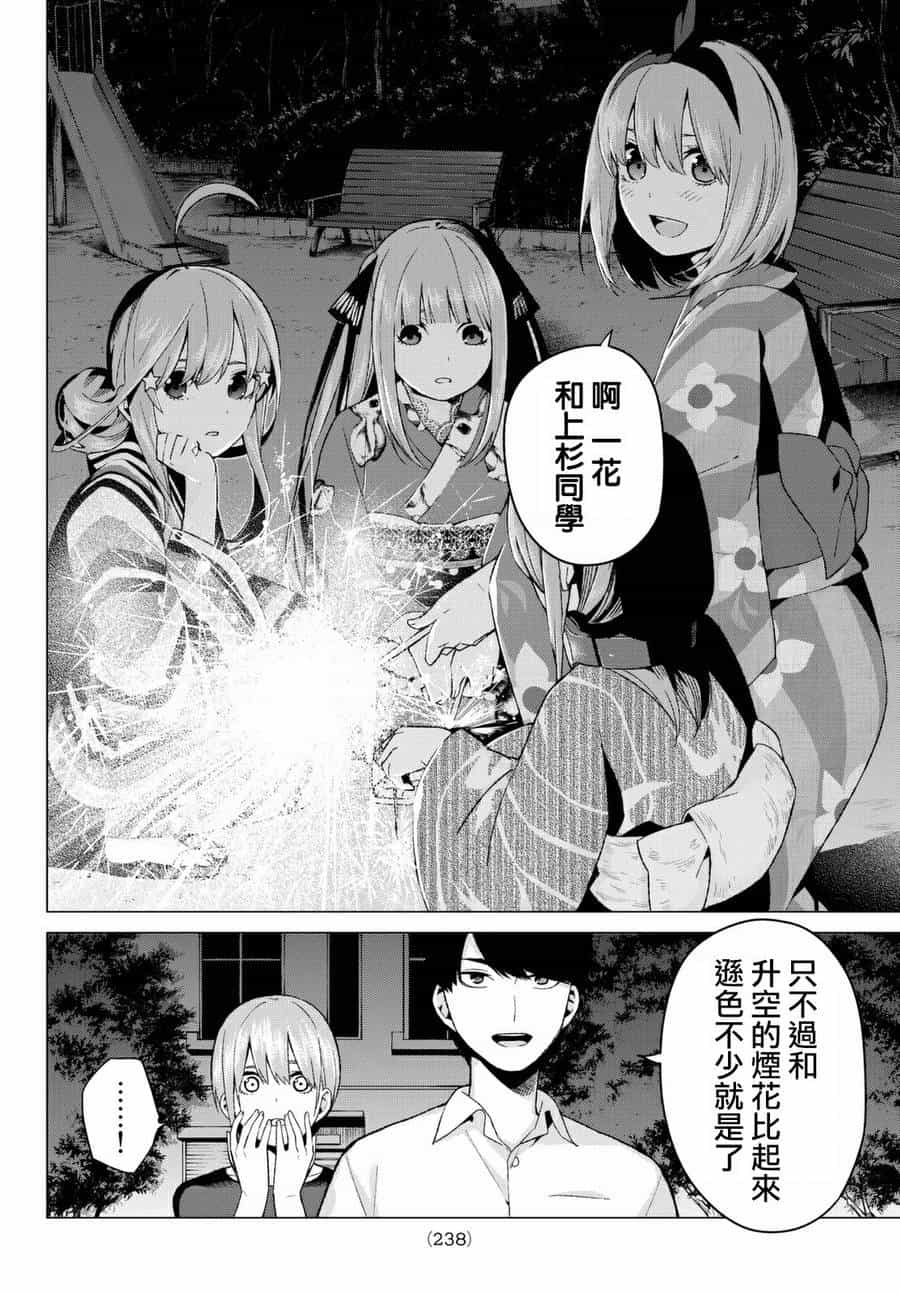 啊　一花
和上杉同學
只不過和
升空的煙花比起來
遜色不少就是了
……！
(238)